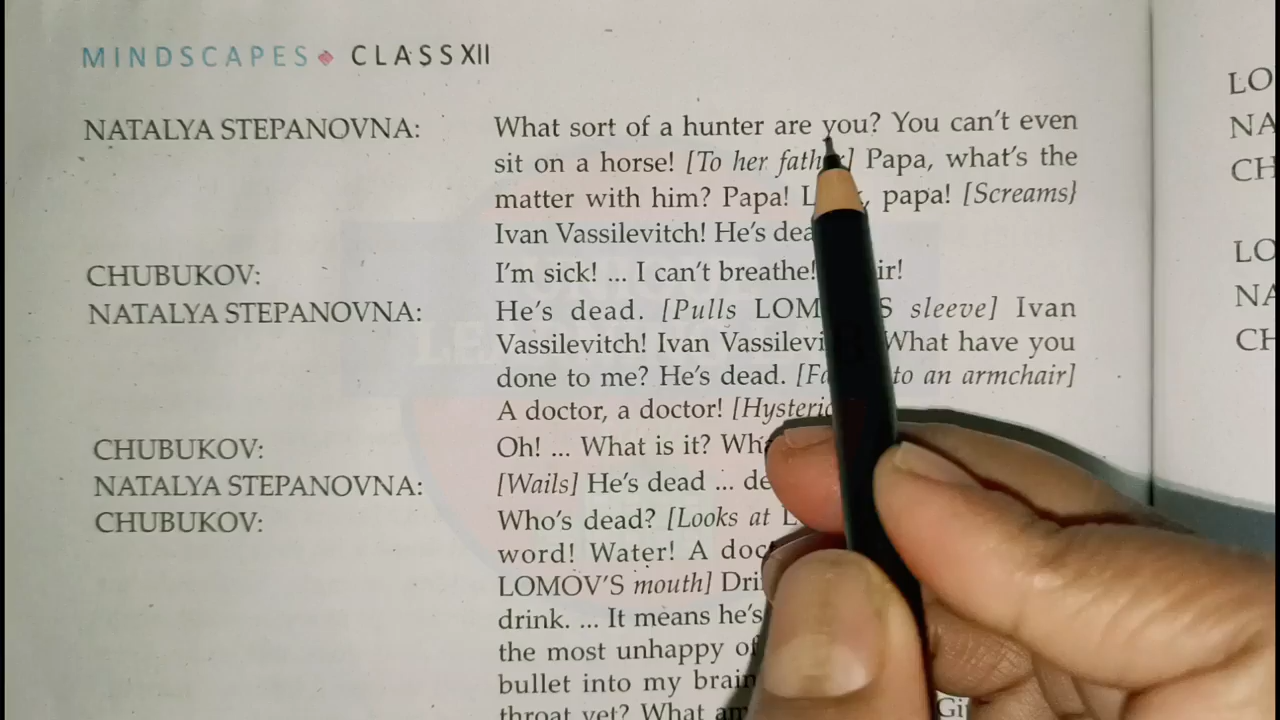 MINDSCAPES CLASS XII
NATALYA STEPANOVNA: What sort of a hunter are you? You can't even
sit on a horse! [To her father] Papa, what's the
matter with him? Papa! papa! [Screams}
Ivan Vassilevitch! He's
CHUBUKOV: I'm sick! ... I can't breathe!
NATALYA STEPANOVNA: He's dead. [Pulls sleeve] Ivan
Vassilevitch! Ivan What have you
done to me? He's dead. to an armchair]
A doctor, a doctor!
CHUBUKOV: Oh! ... What is it?
NATALYA STEPANOVNA: [Wails] He's dead ...
CHUBUKOV: Who's dead? [Looks at
word! Water! A
LOMOV'S mouth]
drink. ... It means he's
the most unhappy
bullet into my
throat yet? What
LO
NA
CH
LO
NA
CH